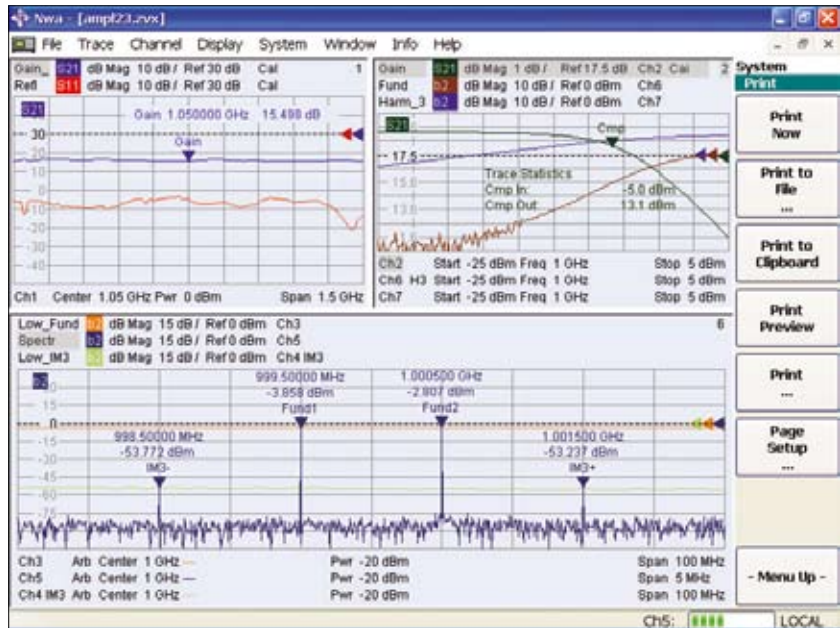 Nwa - [ampl23.zvx]
File Trace Channel Display System Window Info Help
Gain_ S21 dB Mag 10 dB / Ref 30 dB Cal 1
Refl S11 dB Mag 10 dB / Ref 30 dB Cal
S21
Gain 1.050000 GHz 15.498 dB
Gain
30
20
10
0
-10
-20
-30
-40
Ch1 Center 1.05 GHz Pwr 0 dBm Span 1.5 GHz
Gain S21 dB Mag 1 dB / Ref 17.5 dB Ch2 Cal 2
Fund b2 dB Mag 10 dB / Ref 0 dBm Ch6
Harm_3 b2 dB Mag 10 dB / Ref 0 dBm Ch7
S21
Cmp
17.5
Trace Statistics
Cmp In: -5.0 dBm
Cmp Out: 13.1 dBm
Ch2 Start -25 dBm Freq 1 GHz Stop 5 dBm
Ch6 H3 Start -25 dBm Freq 1 GHz Stop 5 dBm
Ch7 Start -25 dBm Freq 1 GHz Stop 5 dBm
Low_Fund b2 dB Mag 15 dB / Ref 0 dBm Ch3 6
Spectr b2 dB Mag 15 dB / Ref 0 dBm Ch5
Low_IM3 dB Mag 15 dB / Ref 0 dBm Ch4 IM3
b2
999.50000 MHz
-3.858 dBm
Fund1
1.000500 GHz
-2.807 dBm
Fund2
998.50000 MHz
-53.772 dBm
IM3-
1.001500 GHz
-53.237 dBm
IM3+
15
0
-15
-30
-45
-60
-75
Ch3 Arb Center 1 GHz — Pwr -20 dBm Span 100 MHz
Ch5 Arb Center 1 GHz — Pwr -20 dBm Span 5 MHz
Ch4 IM3 Arb Center 1 GHz — Pwr -20 dBm Span 100 MHz
System
Print
Print
Now
Print to
File
...
Print to
Clipboard
Print
Preview
Print
...
Page
Setup
...
- Menu Up -
Ch5: LOCAL